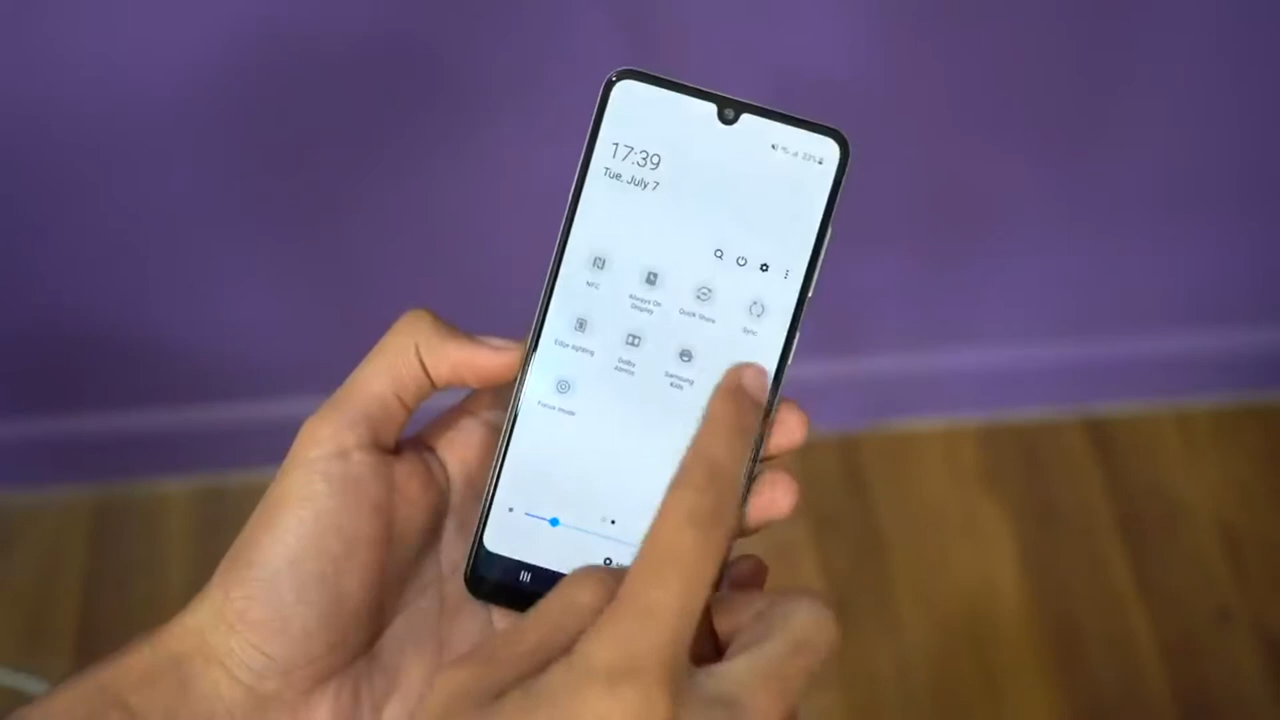 17:39
Tue, July 7
23%
NFC
Always On
Display
Quick Share
Sync
Edge lighting
Dolby
Atmos
Samsung
Kids
Focus mode